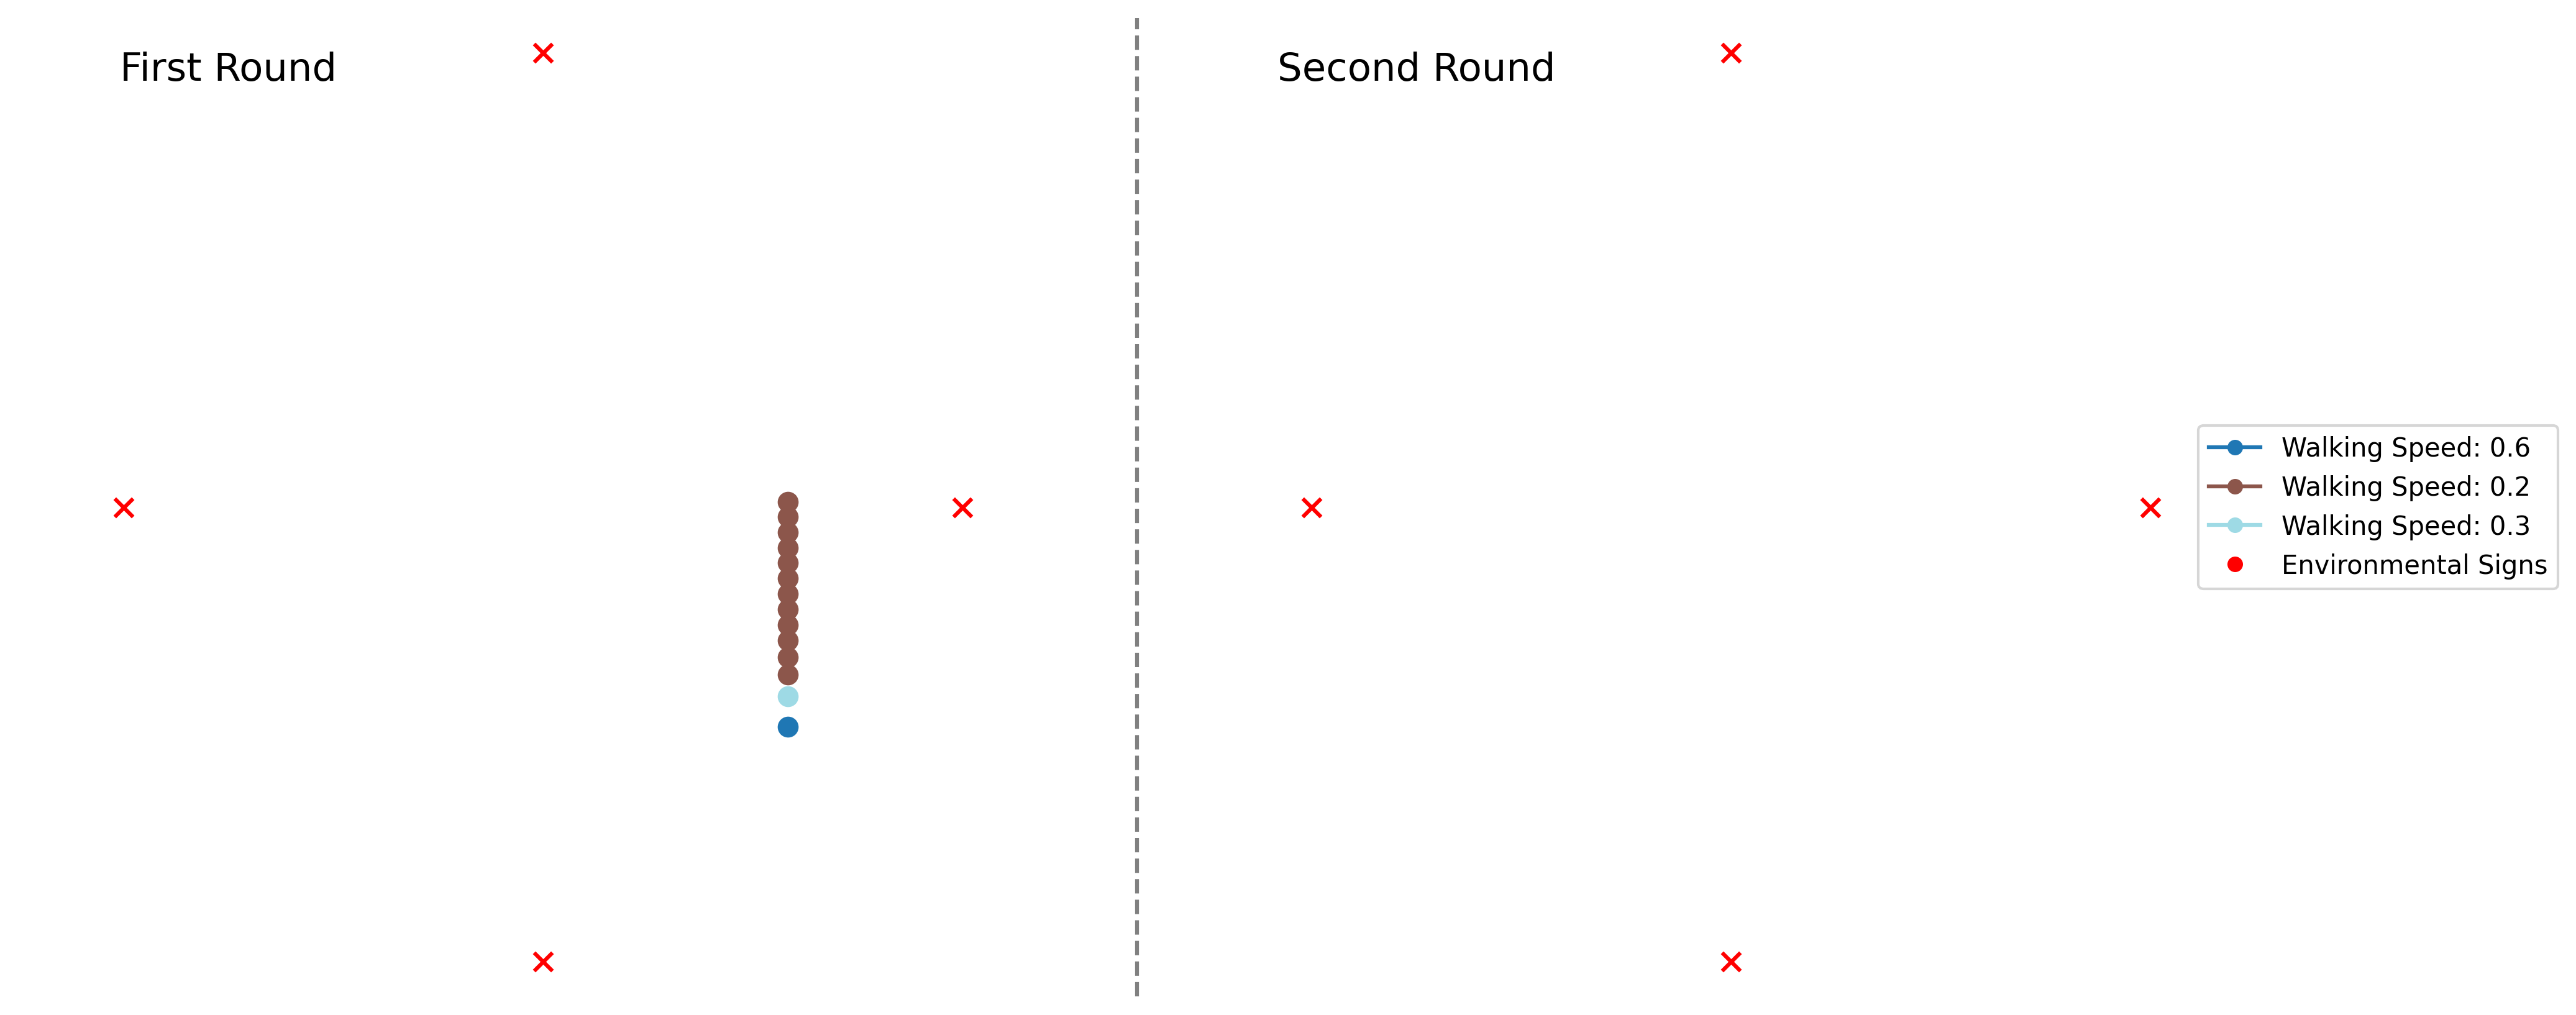 First Round
Second Round
Walking Speed: 0.6
Walking Speed: 0.2
Walking Speed: 0.3
Environmental Signs